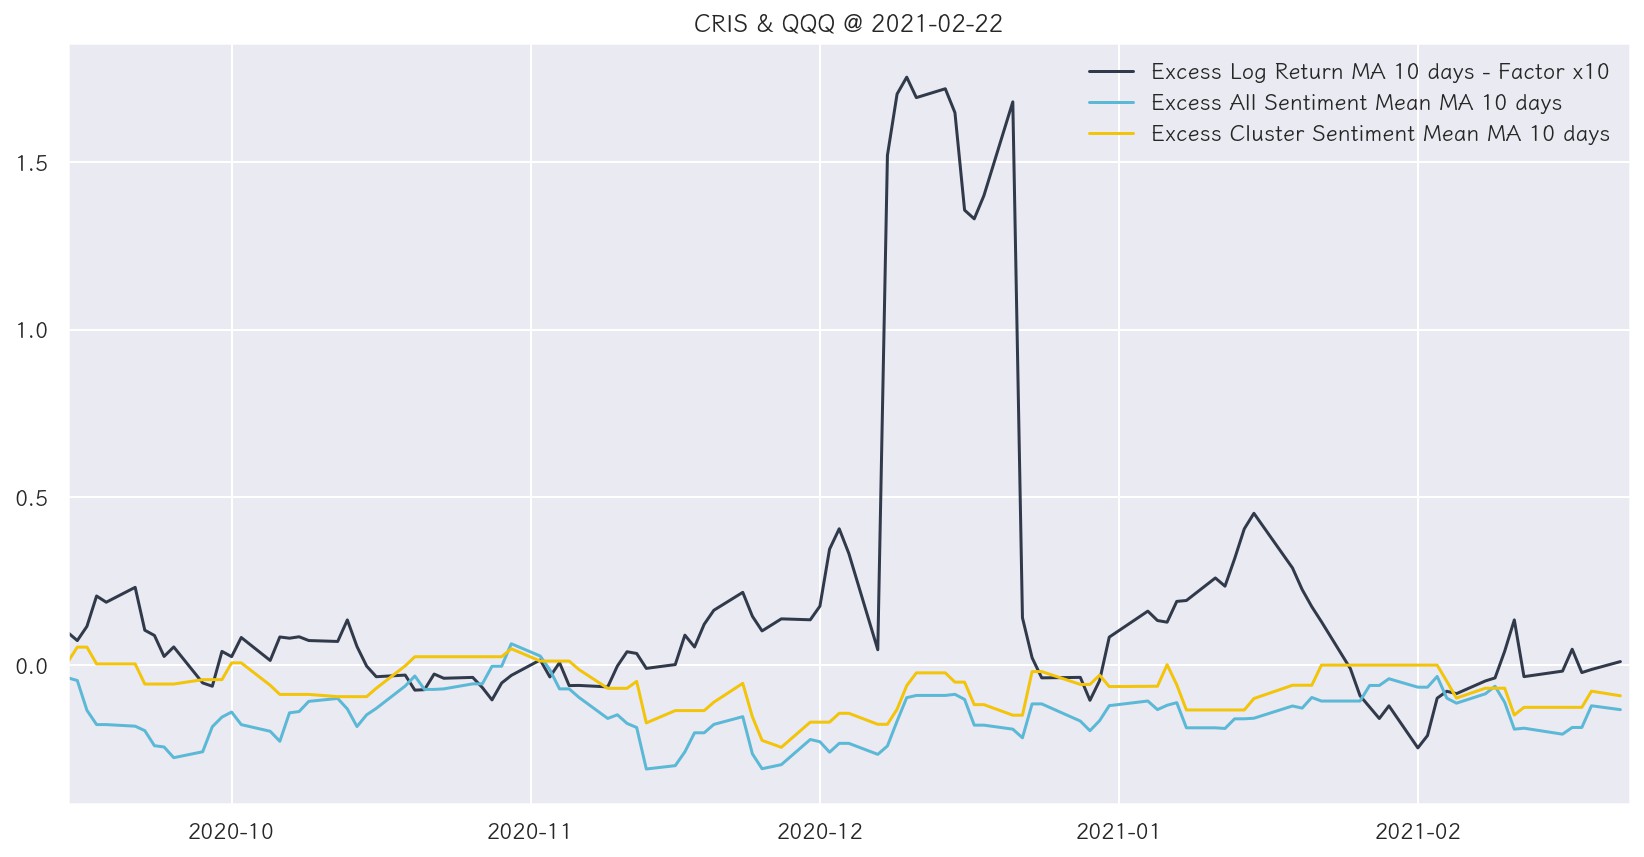 CRIS & QQQ @ 2021-02-22
Excess Log Return MA 10 days - Factor x10
Excess All Sentiment Mean MA 10 days
Excess Cluster Sentiment Mean MA 10 days
1.5
1.0
0.5
0.0
2020-10
2020-11
2020-12
2021-01
2021-02